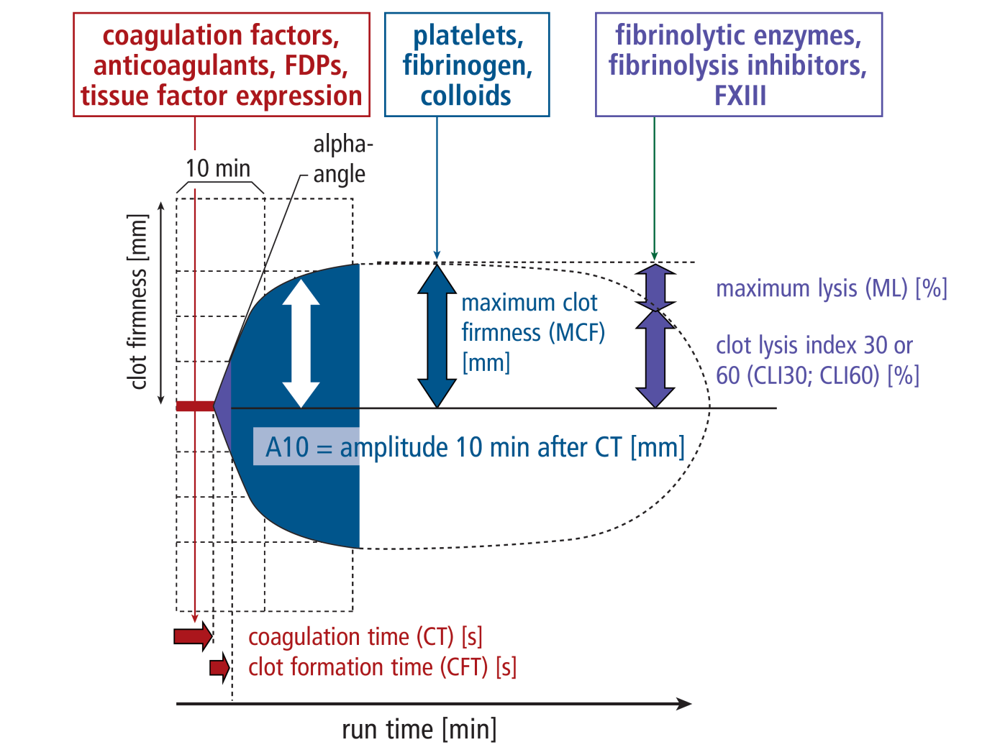 coagulation factors,
anticoagulants, FDPs,
tissue factor expression
platelets,
fibrinogen,
colloids
fibrinolytic enzymes,
fibrinolysis inhibitors,
FXIII
alpha-
angle
10 min
clot firmness [mm]
maximum clot
firmness (MCF)
[mm]
maximum lysis (ML) [%]
clot lysis index 30 or
60 (CLI30; CLI60) [%]
A10 = amplitude 10 min after CT [mm]
coagulation time (CT) [s]
clot formation time (CFT) [s]
run time [min]